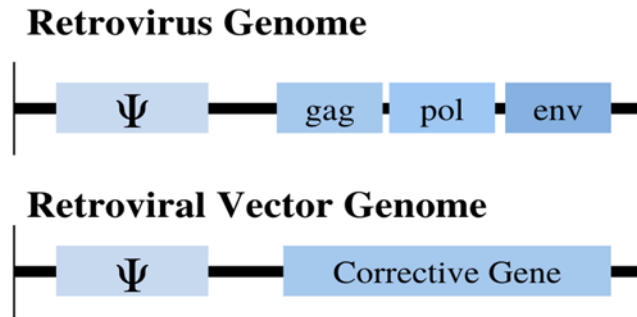 Retrovirus Genome
Ψ gag pol env
Retroviral Vector Genome
Ψ Corrective Gene